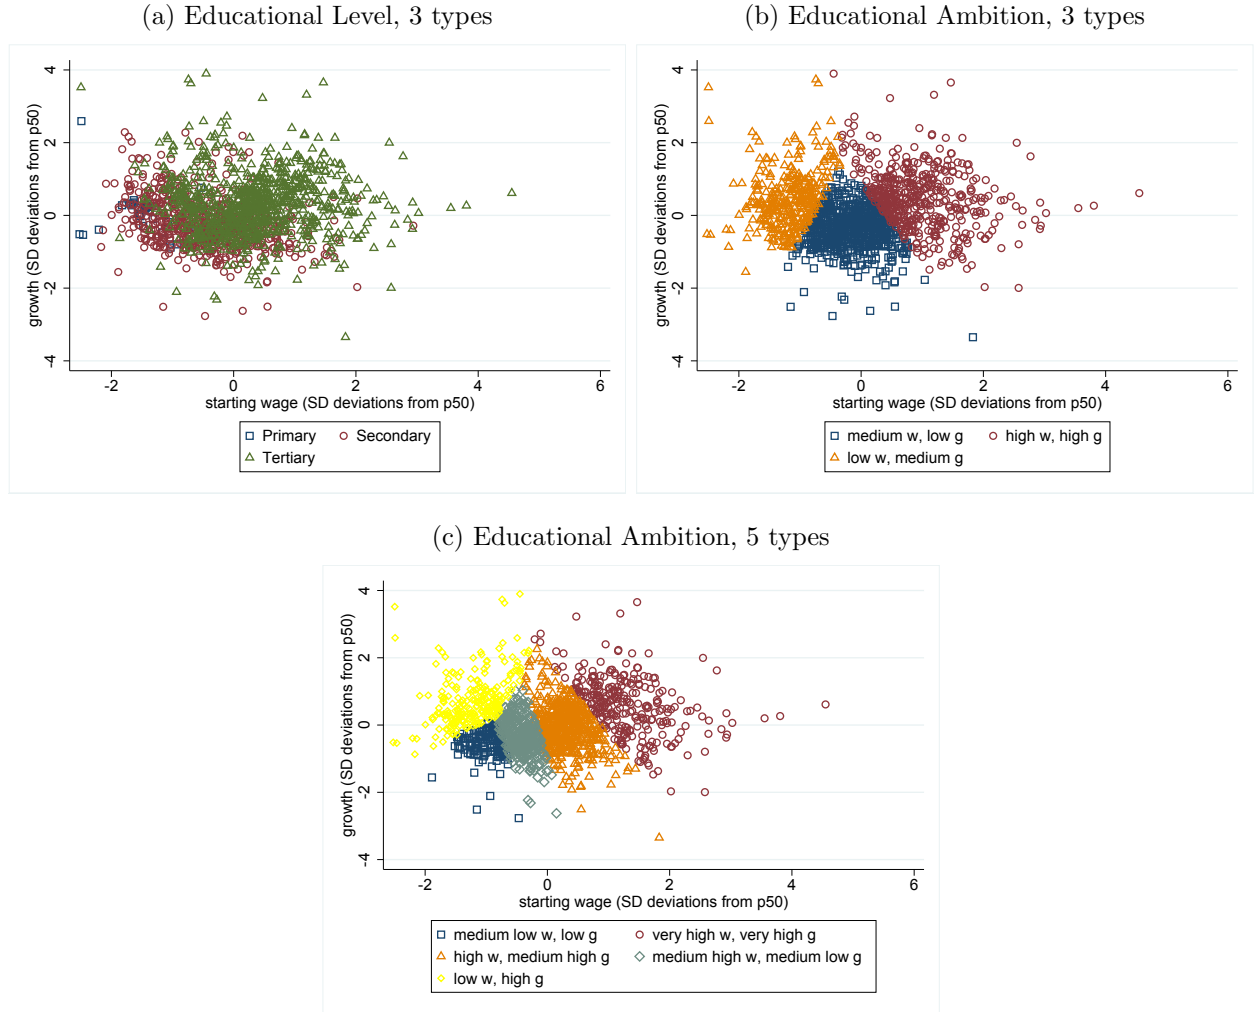 (a) Educational Level, 3 types
(b) Educational Ambition, 3 types
growth (SD deviations from p50)
4
2
0
-2
-4
-2
0
2
4
6
starting wage (SD deviations from p50)
Primary
Secondary
Tertiary
growth (SD deviations from p50)
4
2
0
-2
-4
-2
0
2
4
6
starting wage (SD deviations from p50)
medium w, low g
high w, high g
low w, medium g
(c) Educational Ambition, 5 types
growth (SD deviations from p50)
4
2
0
-2
-4
-2
0
2
4
6
starting wage (SD deviations from p50)
medium low w, low g
very high w, very high g
high w, medium high g
medium high w, medium low g
low w, high g